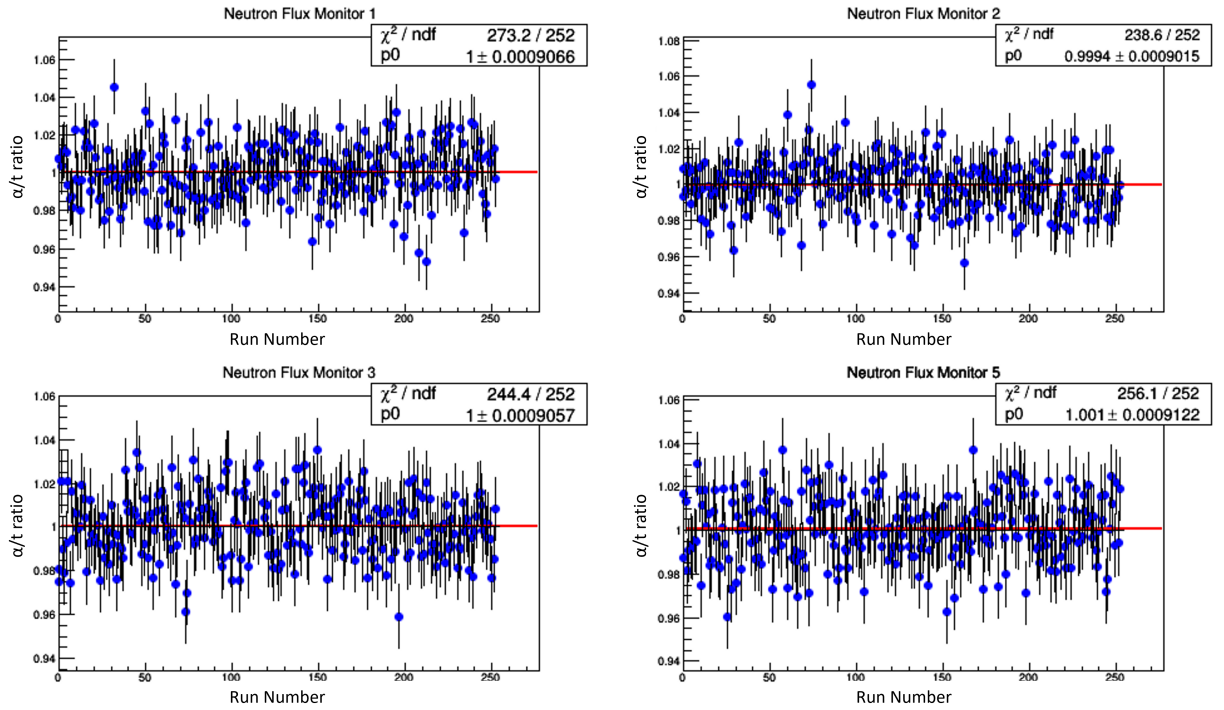 Neutron Flux Monitor 1
χ² / ndf 273.2 / 252
p0 1 ± 0.0009066
1.06
1.04
1.02
1
0.98
0.96
0.94
α/t ratio
0 50 100 150 200 250
Run Number
Neutron Flux Monitor 2
χ² / ndf 238.6 / 252
p0 0.9994 ± 0.0009015
1.08
1.06
1.04
1.02
1
0.98
0.96
0.94
α/t ratio
0 50 100 150 200 250
Run Number
Neutron Flux Monitor 3
χ² / ndf 244.4 / 252
p0 1 ± 0.0009057
1.06
1.04
1.02
1
0.98
0.96
0.94
α/t ratio
0 50 100 150 200 250
Run Number
Neutron Flux Monitor 5
χ² / ndf 256.1 / 252
p0 1.001 ± 0.0009122
1.06
1.04
1.02
1
0.98
0.96
0.94
α/t ratio
0 50 100 150 200 250
Run Number